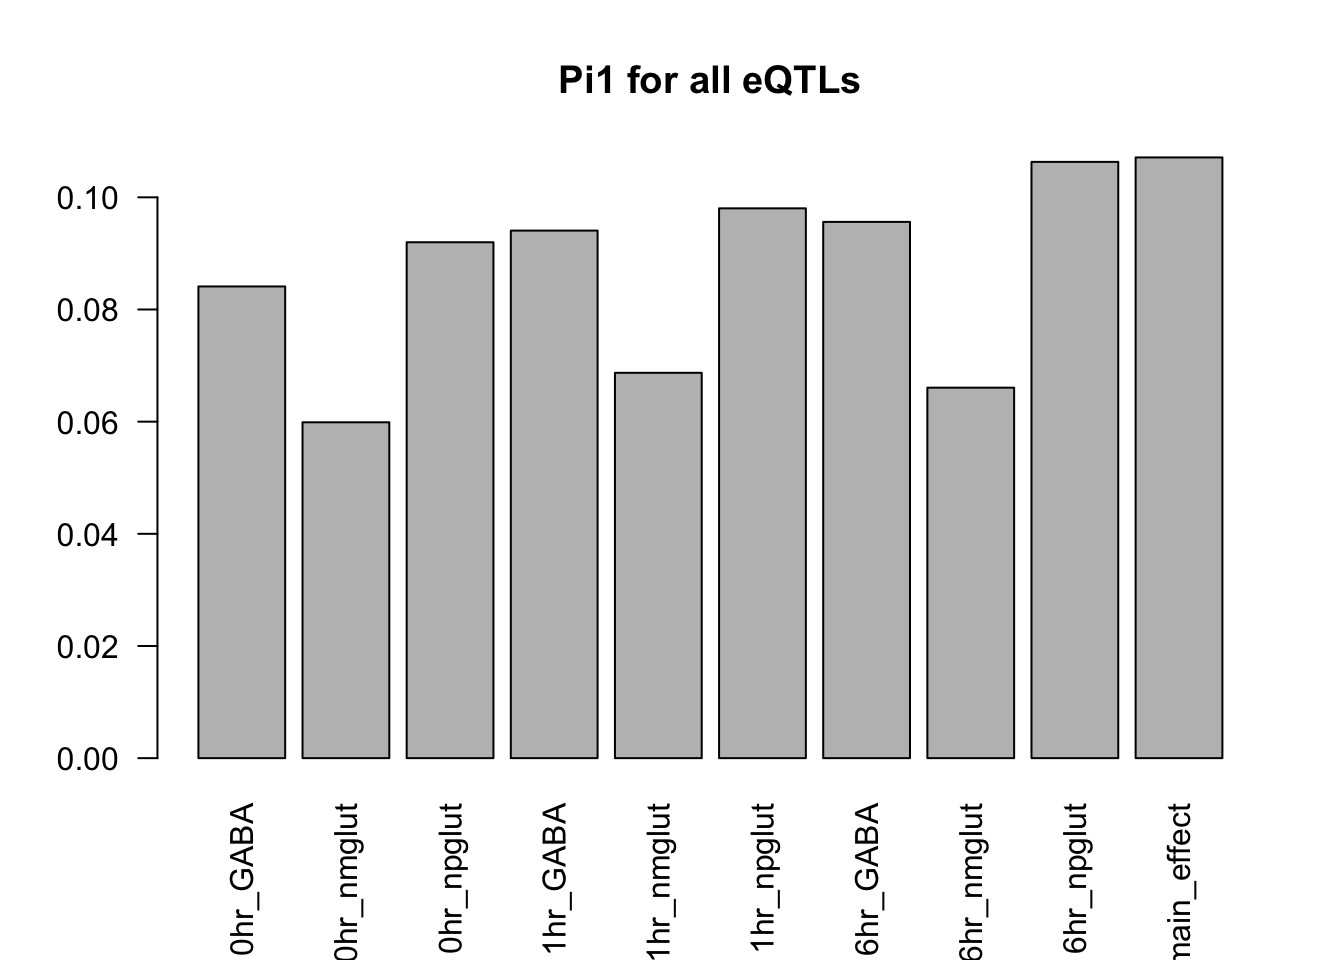 Pi1 for all eQTLs
0.10
0.08
0.06
0.04
0.02
0.00
0hr_GABA
0hr_nmglut
0hr_npglut
1hr_GABA
1hr_nmglut
1hr_npglut
6hr_GABA
6hr_nmglut
6hr_npglut
main_effect